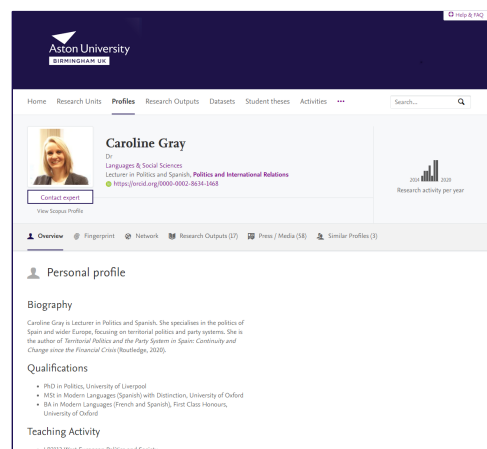 Help & FAQ
Aston University
BIRMINGHAM UK
Home Research Units Profiles Research Outputs Datasets Student theses Activities •••
Search...
Caroline Gray
Dr
Languages & Social Sciences
Lecturer in Politics and Spanish, Politics and International Relations
https://orcid.org/0000-0002-8634-1468
Contact expert
View Scopus Profile
2014 2020
Research activity per year
Overview Fingerprint Network Research Outputs (17) Press / Media (58) Similar Profiles (3)
Personal profile
Biography
Caroline Gray is Lecturer in Politics and Spanish. She specialises in the politics of
Spain and wider Europe, focusing on territorial politics and party systems. She is
the author of Territorial Politics and the Party System in Spain: Continuity and
Change since the Financial Crisis (Routledge, 2020).
Qualifications
• PhD in Politics, University of Liverpool
• MSt in Modern Languages (Spanish) with Distinction, University of Oxford
• BA in Modern Languages (French and Spanish), First Class Honours,
University of Oxford
Teaching Activity